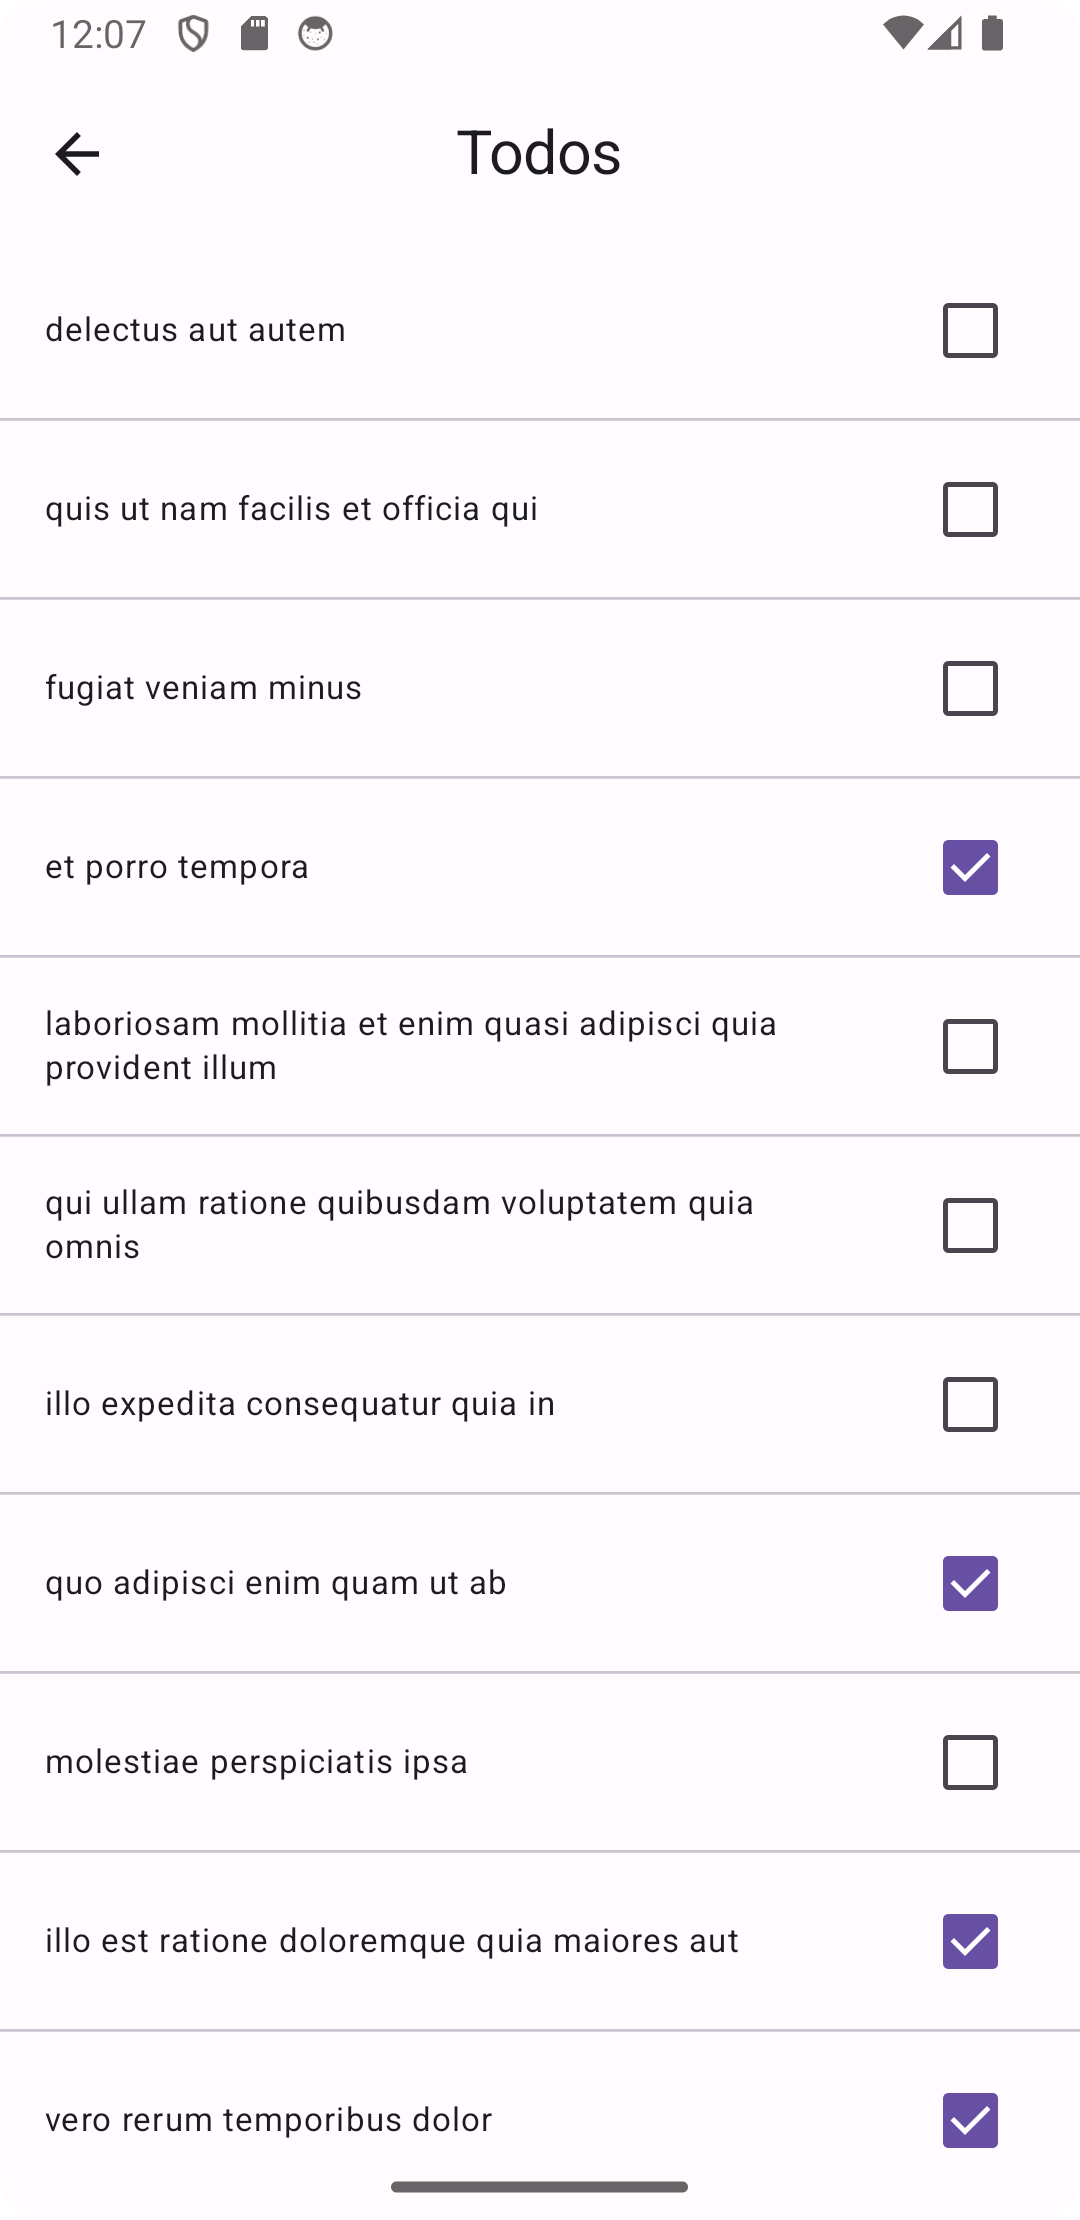 12:07
Todos
delectus aut autem
quis ut nam facilis et officia qui
fugiat veniam minus
et porro tempora
laboriosam mollitia et enim quasi adipisci quia
provident illum
qui ullam ratione quibusdam voluptatem quia
omnis
illo expedita consequatur quia in
quo adipisci enim quam ut ab
molestiae perspiciatis ipsa
illo est ratione doloremque quia maiores aut
vero rerum temporibus dolor